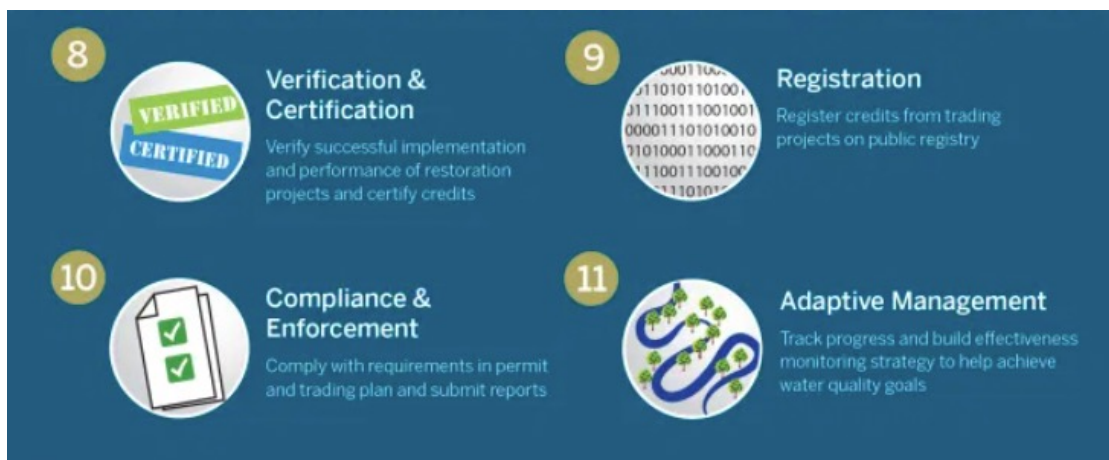 8
VERIFIED
CERTIFIED
Verification &
Certification
Verify successful implementation
and performance of restoration
projects and certify credits
9
Registration
Register credits from trading
projects on public registry
10
Compliance &
Enforcement
Comply with requirements in permit
and trading plan and submit reports
11
Adaptive Management
Track progress and build effectiveness
monitoring strategy to help achieve
water quality goals